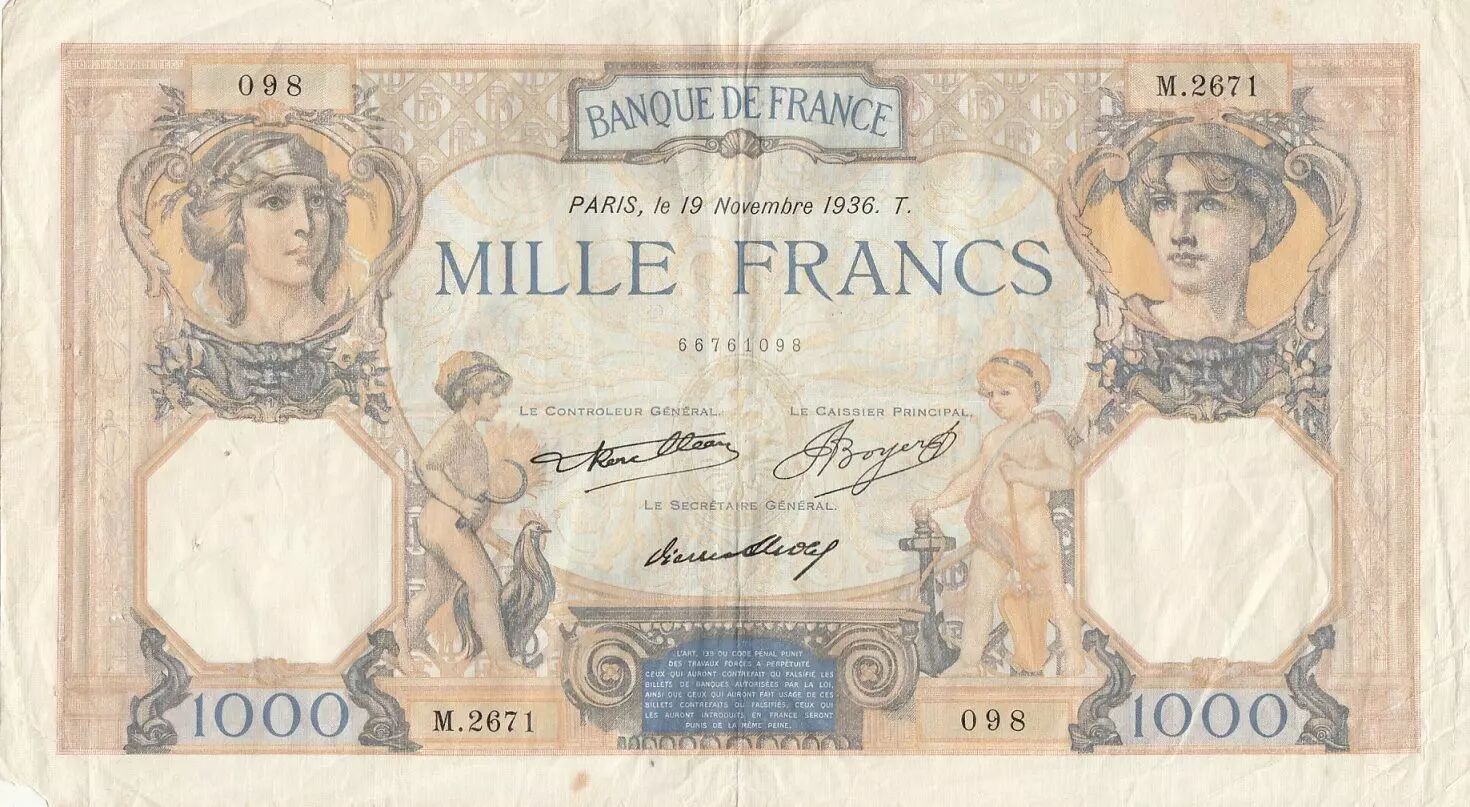 098
M.2671
BANQUE DE FRANCE
PARIS, le 19 Novembre 1936. T.
MILLE FRANCS
66761098
LE CONTROLEUR GÉNÉRAL.
LE CAISSIER PRINCIPAL,
JBoyer
LE SECRÉTAIRE GÉNÉRAL.
L'ART. 139 DU CODE PÉNAL PUNIT
DES TRAVAUX FORCÉS A PERPÉTUITÉ
CEUX QUI AURONT CONTREFAIT OU FALSIFIÉ LES
BILLETS DE BANQUES AUTORISÉES PAR LA LOI,
AINSI QUE CEUX QUI AURONT FAIT USAGE DE CES
BILLETS CONTREFAITS OU FALSIFIÉS. CEUX QUI
LES AURONT INTRODUITS EN FRANCE SERONT
PUNIS DE LA MÊME PEINE.
1000
M.2671
098
1000